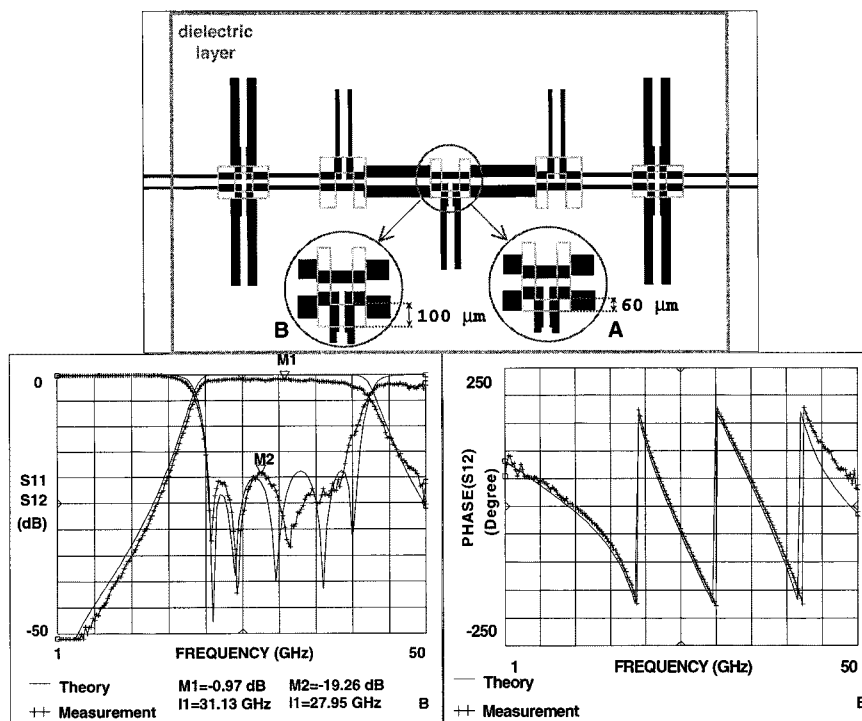 dielectric
layer
B
100 μm
60 μm
A
0
M1
M2
S11
S12
(dB)
-50
1
FREQUENCY (GHz)
50
Theory
M1=-0.97 dB
M2=-19.26 dB
Measurement
I1=31.13 GHz
I1=27.95 GHz
B
250
PHASE(S12)
(Degree)
-250
1
FREQUENCY (GHz)
50
Theory
Measurement